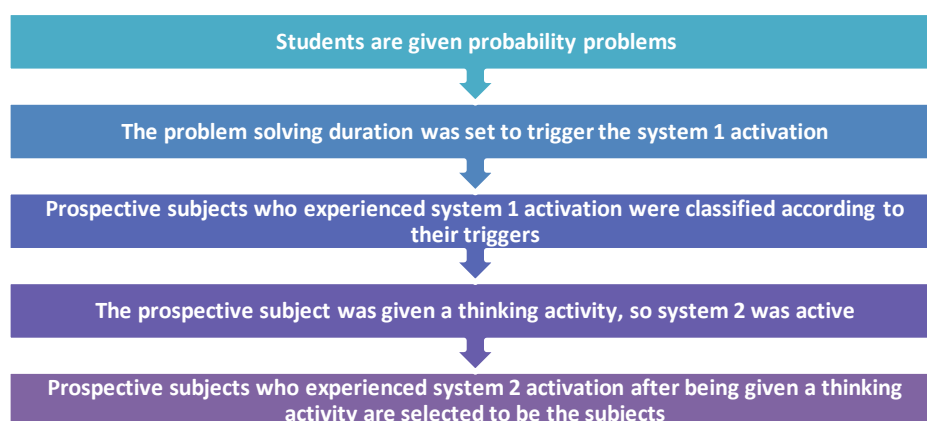 Students are given probability problems
The problem solving duration was set to trigger the system 1 activation
Prospective subjects who experienced system 1 activation were classified according to
their triggers
The prospective subject was given a thinking activity, so system 2 was active
Prospective subjects who experienced system 2 activation after being given a thinking
activity are selected to be the subjects